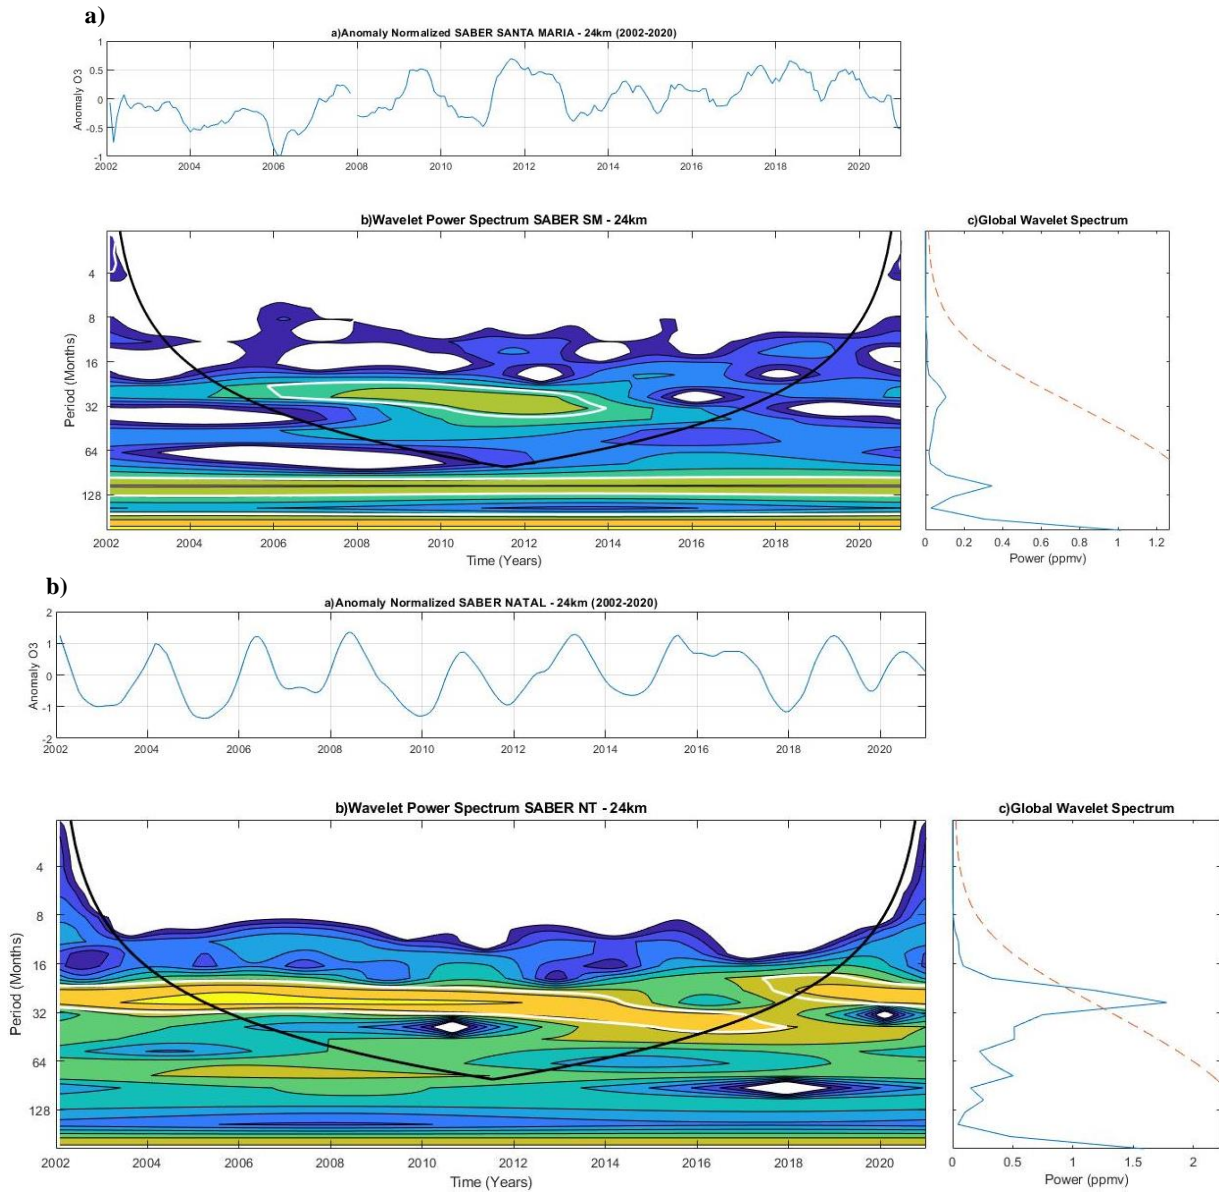 a)
a)Anomaly Normalized SABER SANTA MARIA - 24km (2002-2020)
Anomaly O3
1
0.5
0
-0.5
-1
2002 2004 2006 2008 2010 2012 2014 2016 2018 2020
b)Wavelet Power Spectrum SABER SM - 24km
c)Global Wavelet Spectrum
Period (Months)
4
8
16
32
64
128
2002 2004 2006 2008 2010 2012 2014 2016 2018 2020
Time (Years)
0 0.2 0.4 0.6 0.8 1 1.2
Power (ppmv)
b)
a)Anomaly Normalized SABER NATAL - 24km (2002-2020)
Anomaly O3
2
1
0
-1
-2
2002 2004 2006 2008 2010 2012 2014 2016 2018 2020
b)Wavelet Power Spectrum SABER NT - 24km
c)Global Wavelet Spectrum
Period (Months)
4
8
16
32
64
128
2002 2004 2006 2008 2010 2012 2014 2016 2018 2020
Time (Years)
0 0.5 1 1.5 2
Power (ppmv)